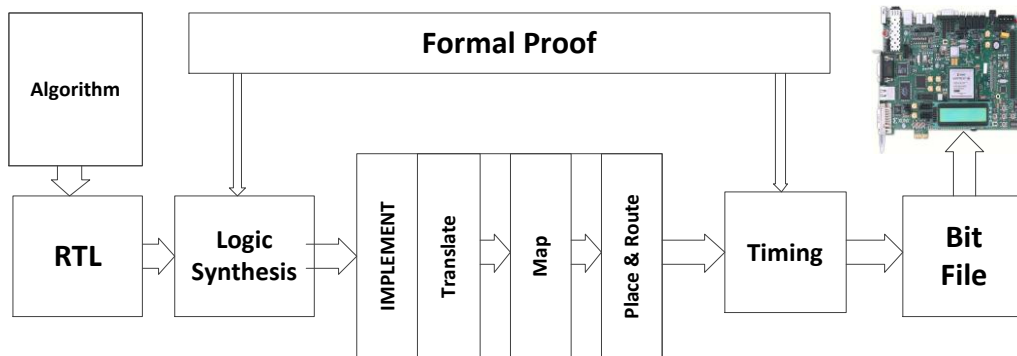 Formal Proof
Algorithm
RTL
Logic
Synthesis
IMPLEMENT
Translate
Map
Place & Route
Timing
Bit
File